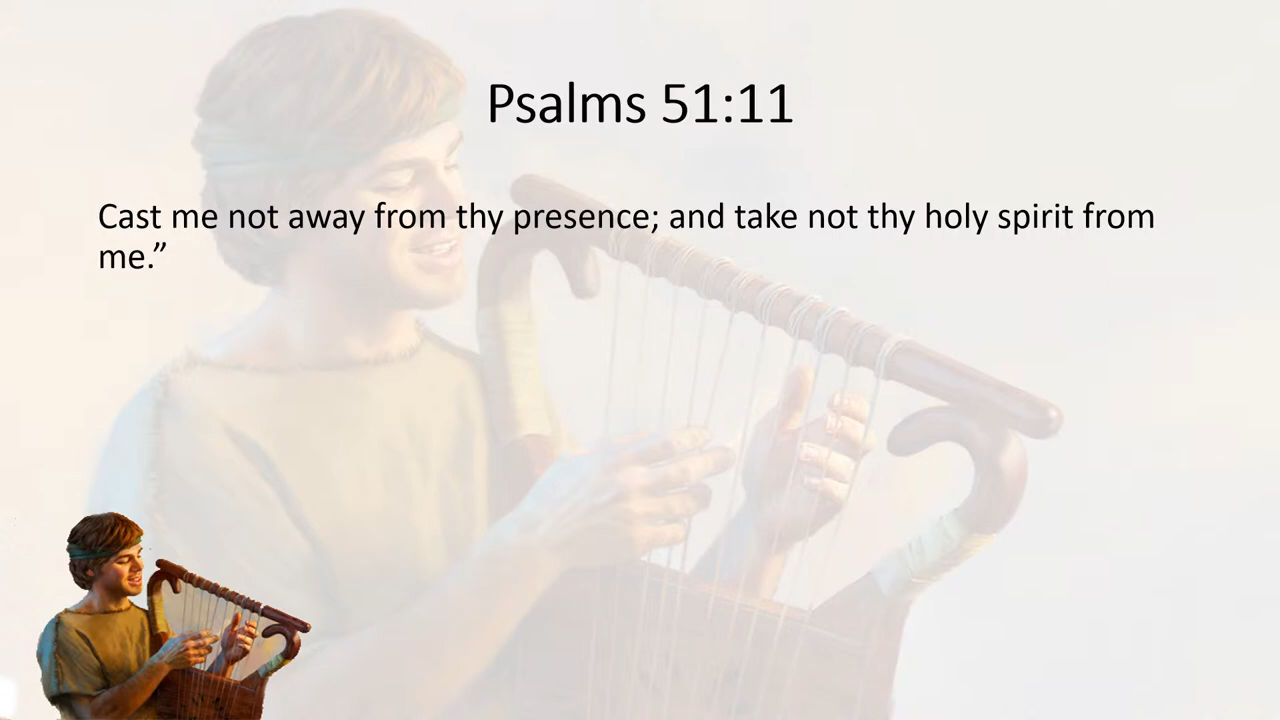 Psalms 51:11
Cast me not away from thy presence; and take not thy holy spirit from
me.”